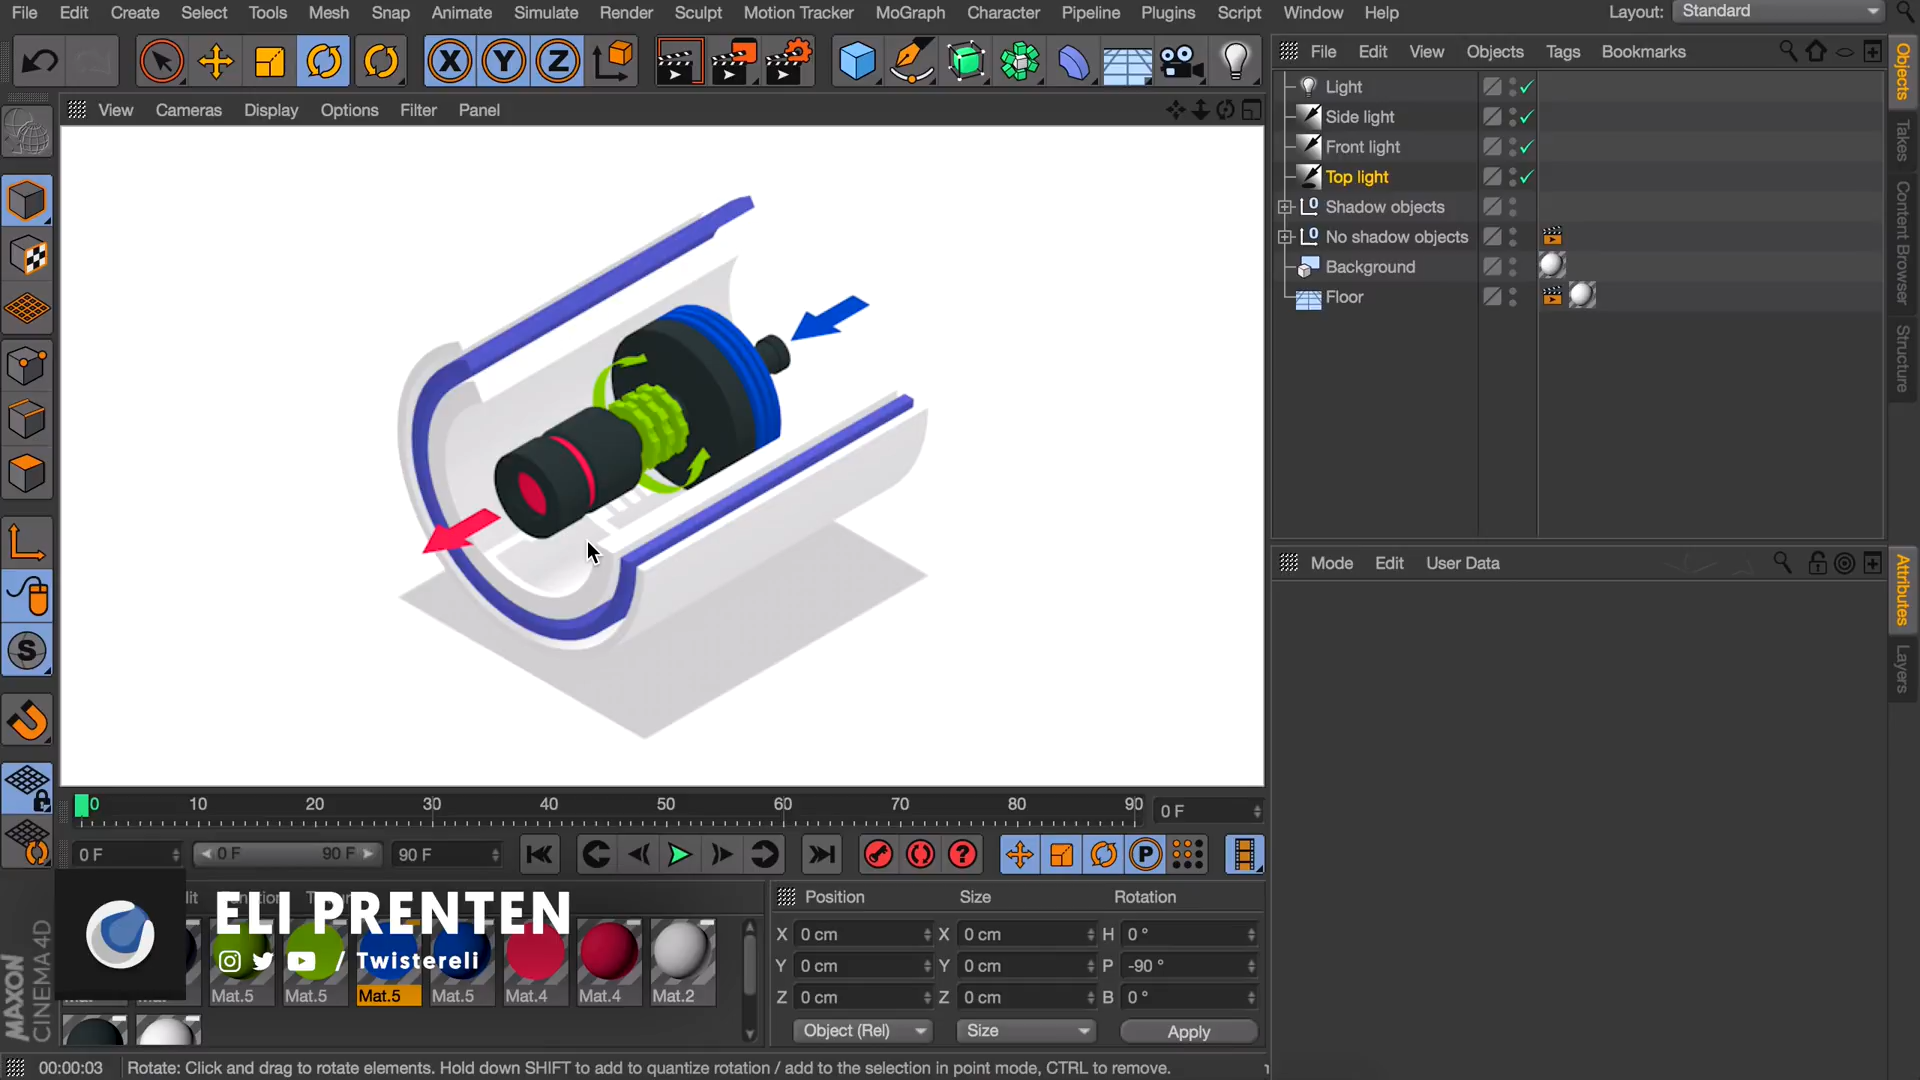 File Edit Create Select Tools Mesh Snap Animate Simulate Render Sculpt Motion Tracker MoGraph Character Pipeline Plugins Script Window Help Layout: Standard
File Edit View Objects Tags Bookmarks
View Cameras Display Options Filter Panel
Light
Side light
Front light
Top light
0 Shadow objects
0 No shadow objects
Background
Floor
Objects
Takes
Content Browser
Structure
Mode Edit User Data
Attributes
Layers
X Y Z
S
0 10 20 30 40 50 60 70 80 90 0 F
0 F 0 F 90 F 90 F
? P
Position Size Rotation
X 0 cm X 0 cm H 0 °
Y 0 cm Y 0 cm P -90 °
Z 0 cm Z 0 cm B 0 °
Object (Rel) Size Apply
ELI PRENTEN
/ Twistereli
Mat.5 Mat.5 Mat.5 Mat.5 Mat.4 Mat.4 Mat.2
MAXON
CINEMA 4D
00:00:03 Rotate: Click and drag to rotate elements. Hold down SHIFT to add to quantize rotation / add to the selection in point mode, CTRL to remove.